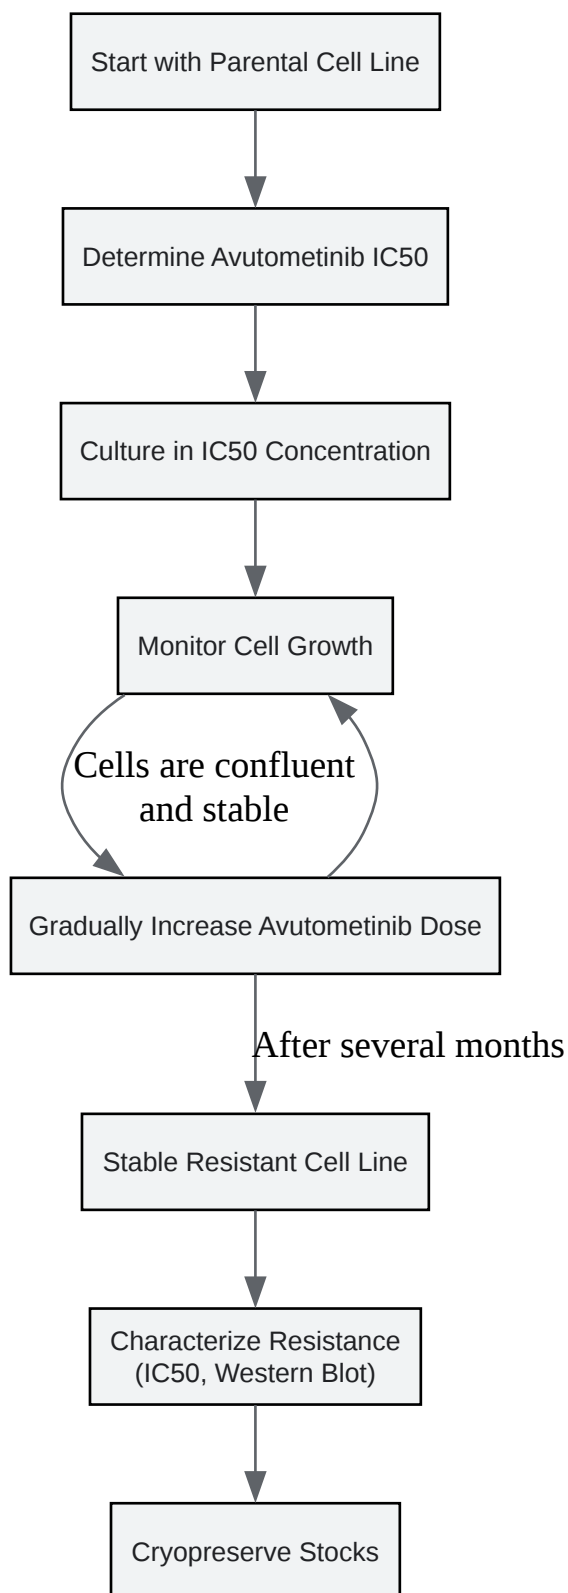 Start with Parental Cell Line
Determine Avutometinib IC50
Culture in IC50 Concentration
Monitor Cell Growth
Cells are confluent
and stable
Gradually Increase Avutometinib Dose
After several months
Stable Resistant Cell Line
Characterize Resistance
(IC50, Western Blot)
Cryopreserve Stocks